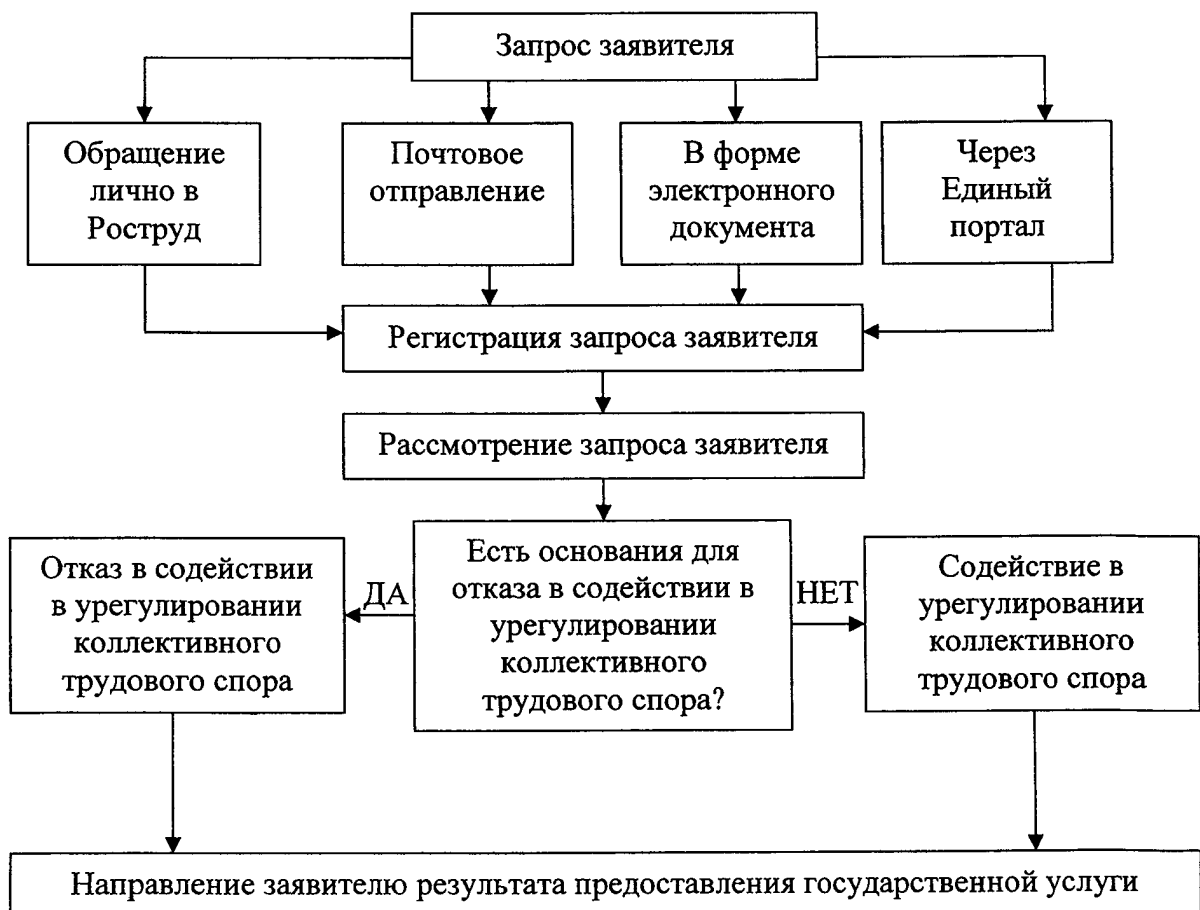 Запрос заявителя
Обращение
лично в
Роструд
Почтовое
отправление
В форме
электронного
документа
Через
Единый
портал
Регистрация запроса заявителя
Рассмотрение запроса заявителя
Отказ в содействии
в урегулировании
коллективного
трудового спора
ДА
Есть основания для
отказа в содействии в
урегулировании
коллективного
трудового спора?
НЕТ
Содействие в
урегулировании
коллективного
трудового спора
Направление заявителю результата предоставления государственной услуги